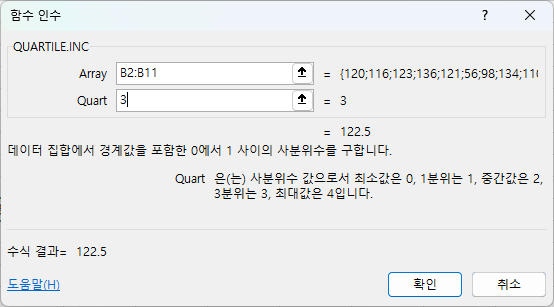 함수 인수
? ×
QUARTILE.INC
Array B2:B11 = {120;116;123;136;121;56;98;134;110
Quart 3 = 3
= 122.5
데이터 집합에서 경계값을 포함한 0에서 1 사이의 사분위수를 구합니다.
Quart 은(는) 사분위수 값으로서 최소값은 0, 1분위는 1, 중간값은 2,
3분위는 3, 최대값은 4입니다.
수식 결과= 122.5
도움말(H)
확인
취소